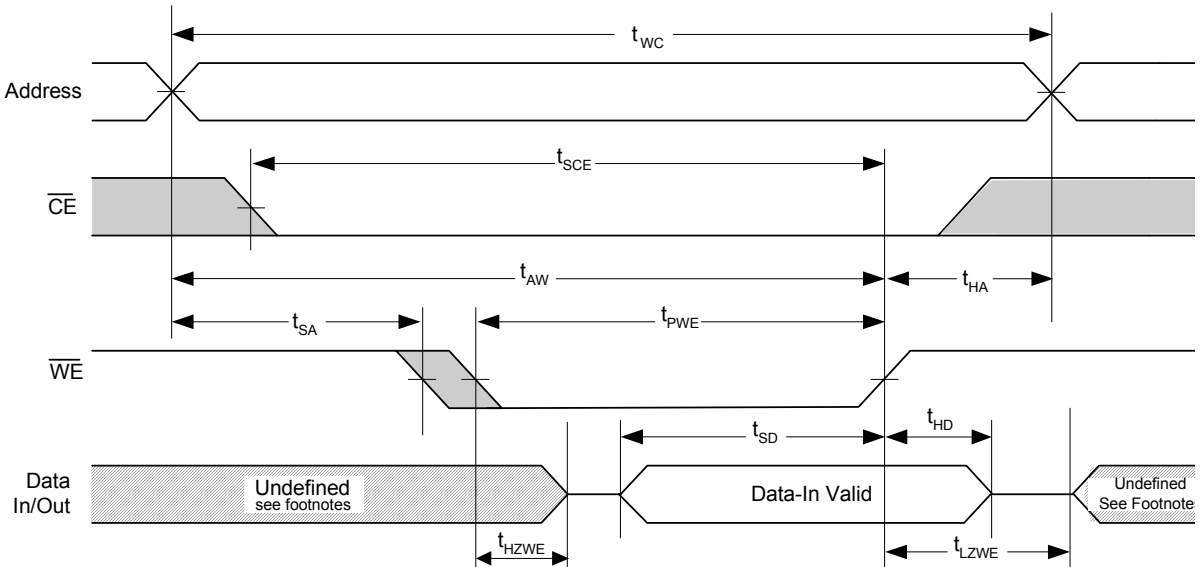 tWC
Address
tSCE
CE
tAW
tHA
tSA
tPWE
WE
tSD
tHD
Data
In/Out
Undefined
see footnotes
Data-In Valid
Undefined
See Footnotes
tHZWE
tLZWE